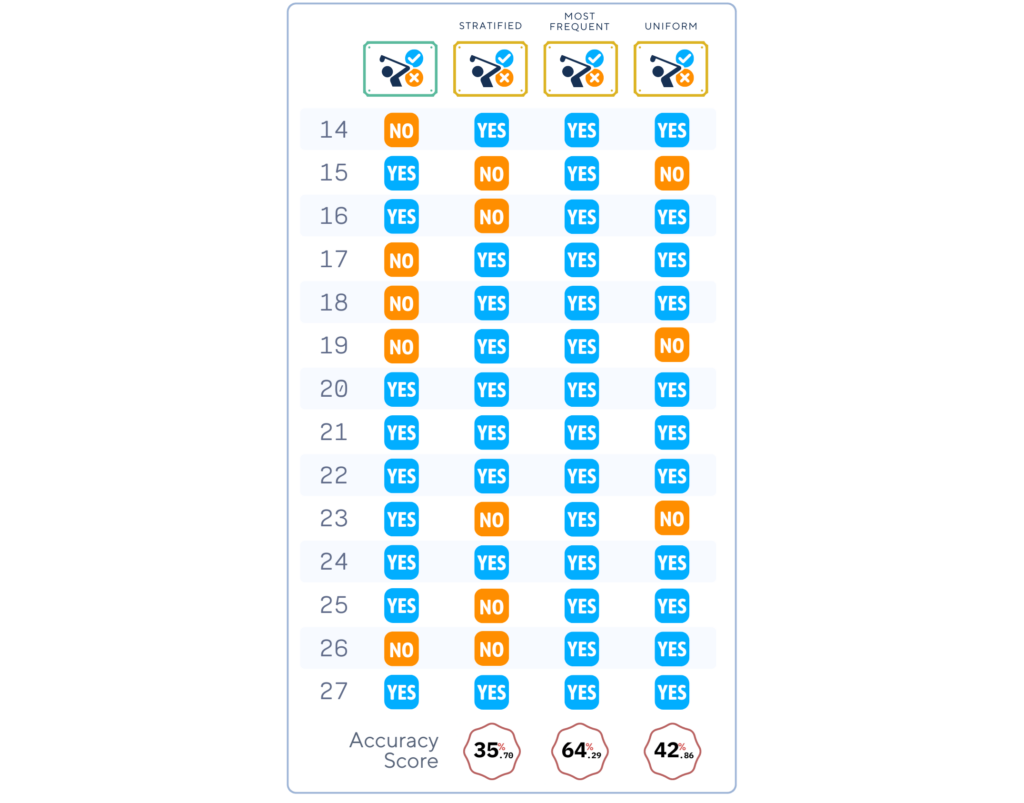 STRATIFIED MOST FREQUENT UNIFORM
14 NO YES YES YES
15 YES NO YES NO
16 YES NO YES YES
17 NO YES YES YES
18 NO YES YES YES
19 NO YES YES NO
20 YES YES YES YES
21 YES YES YES YES
22 YES YES YES YES
23 YES NO YES NO
24 YES YES YES YES
25 YES NO YES YES
26 NO NO YES YES
27 YES YES YES YES
Accuracy Score 35%.70 64%.29 42%.86